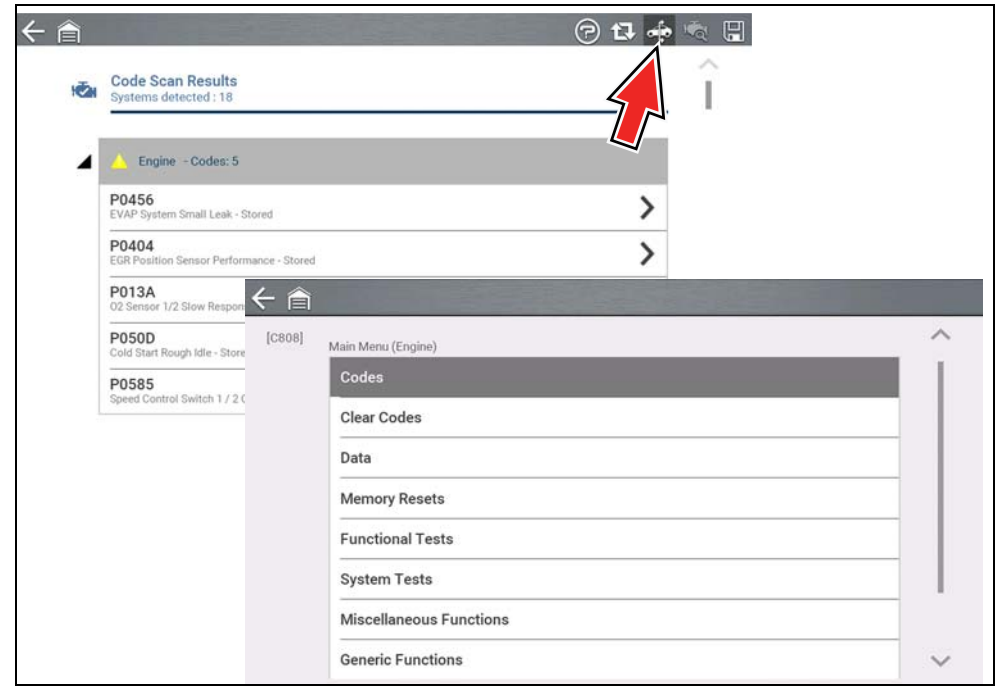 Code Scan Results
Systems detected : 18
Engine - Codes: 5
P0456
EVAP System Small Leak - Stored
P0404
EGR Position Sensor Performance - Stored
P013A
O2 Sensor 1/2 Slow Respon
P050D
Cold Start Rough Idle - Store
P0585
Speed Control Switch 1 / 2
[C808]
Main Menu (Engine)
Codes
Clear Codes
Data
Memory Resets
Functional Tests
System Tests
Miscellaneous Functions
Generic Functions